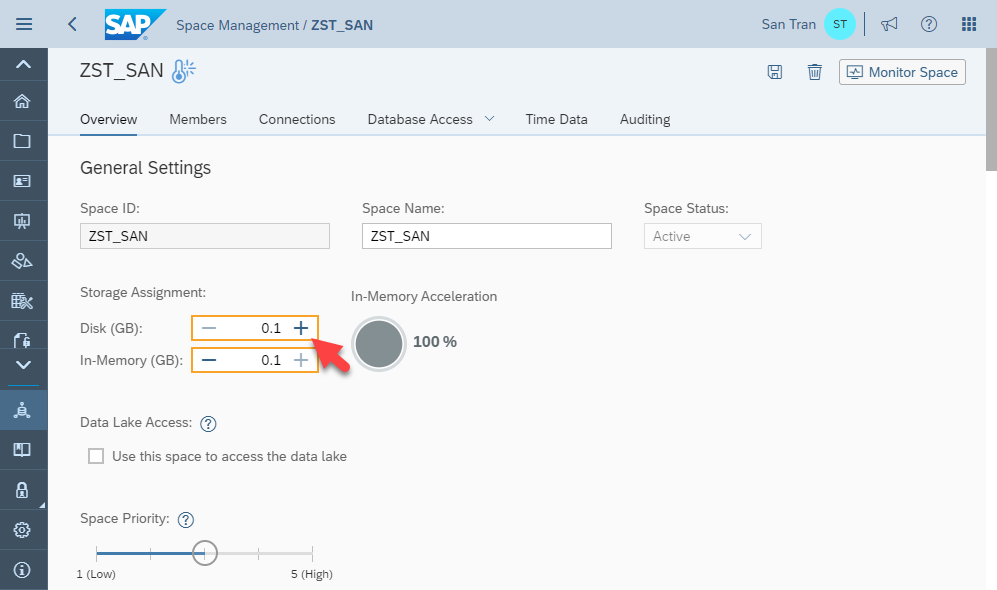 SAP Space Management / ZST_SAN San Tran ST
ZST_SAN Monitor Space
Overview Members Connections Database Access Time Data Auditing
General Settings
Space ID: Space Name: Space Status:
ZST_SAN ZST_SAN Active
Storage Assignment: In-Memory Acceleration
Disk (GB): 0.1
100 %
In-Memory (GB): 0.1
Data Lake Access:
Use this space to access the data lake
Space Priority:
1 (Low) 5 (High)